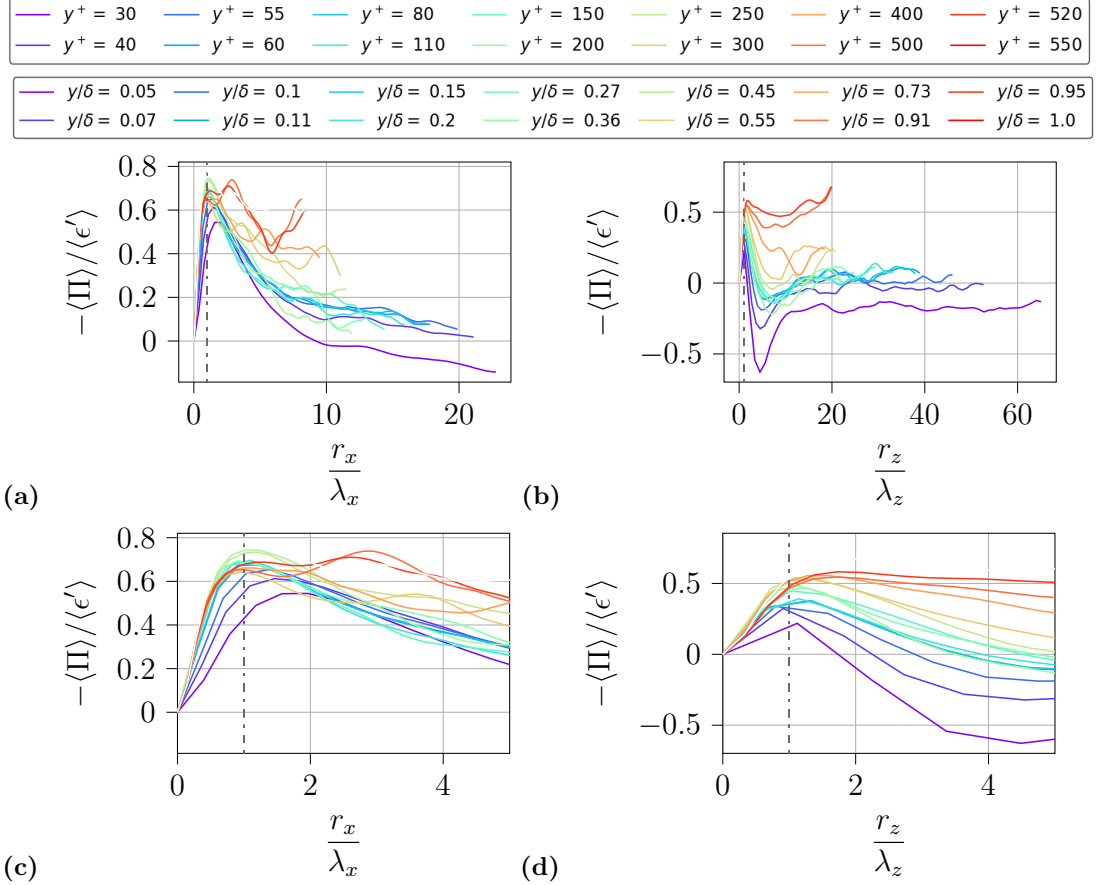 y⁺ = 30 y⁺ = 55 y⁺ = 80 y⁺ = 150 y⁺ = 250 y⁺ = 400 y⁺ = 520
y⁺ = 40 y⁺ = 60 y⁺ = 110 y⁺ = 200 y⁺ = 300 y⁺ = 500 y⁺ = 550
y/δ = 0.05 y/δ = 0.1 y/δ = 0.15 y/δ = 0.27 y/δ = 0.45 y/δ = 0.73 y/δ = 0.95
y/δ = 0.07 y/δ = 0.11 y/δ = 0.2 y/δ = 0.36 y/δ = 0.55 y/δ = 0.91 y/δ = 1.0
−⟨Π⟩/⟨ϵ′⟩
0.8
0.6
0.4
0.2
0
0 10 20
r_x
λ_x
(a)
−⟨Π⟩/⟨ϵ′⟩
0.5
0
−0.5
0 20 40 60
r_z
λ_z
(b)
−⟨Π⟩/⟨ϵ′⟩
0.8
0.6
0.4
0.2
0
0 2 4
r_x
λ_x
(c)
−⟨Π⟩/⟨ϵ′⟩
0.5
0
−0.5
0 2 4
r_z
λ_z
(d)